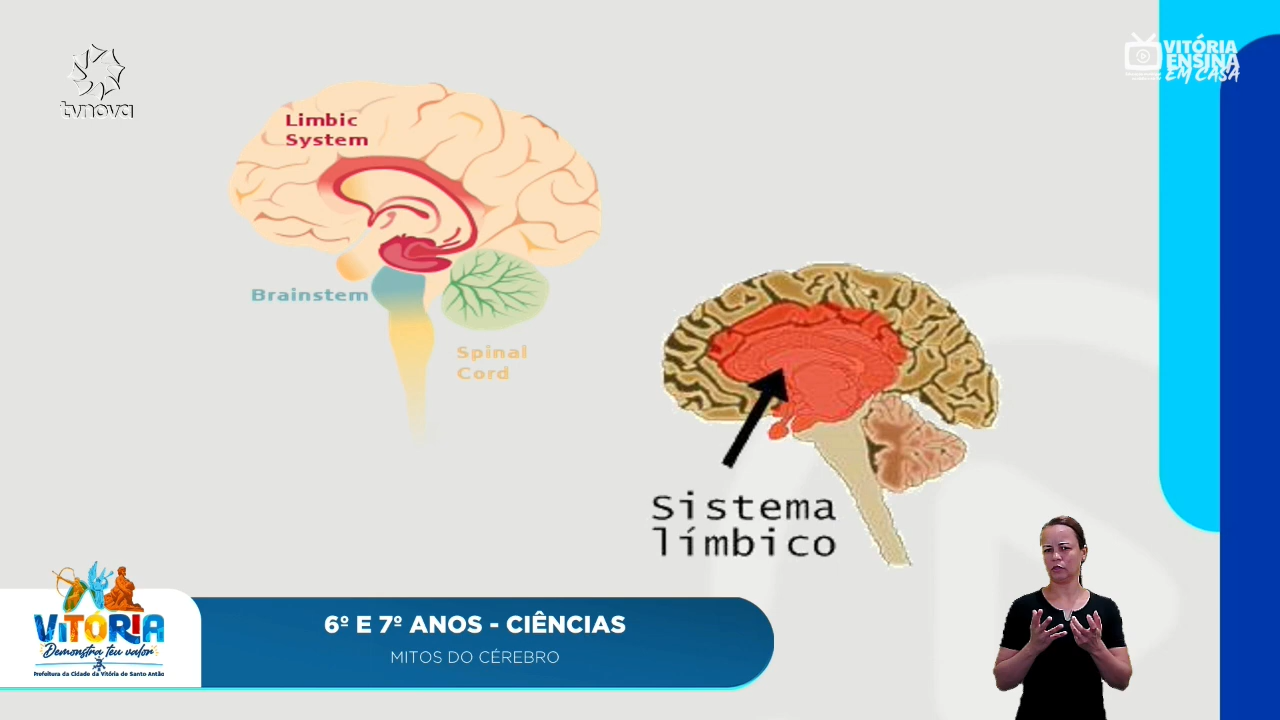 tvnova
VITÓRIA
ENSINA
EM CASA
Limbic
System
Brainstem
Spinal
Cord
Sistema
límbico
VITÓRIA
Demonstra teu valor
Prefeitura da Cidade da Vitória de Santo Antão
6º E 7º ANOS - CIÊNCIAS
MITOS DO CÉREBRO